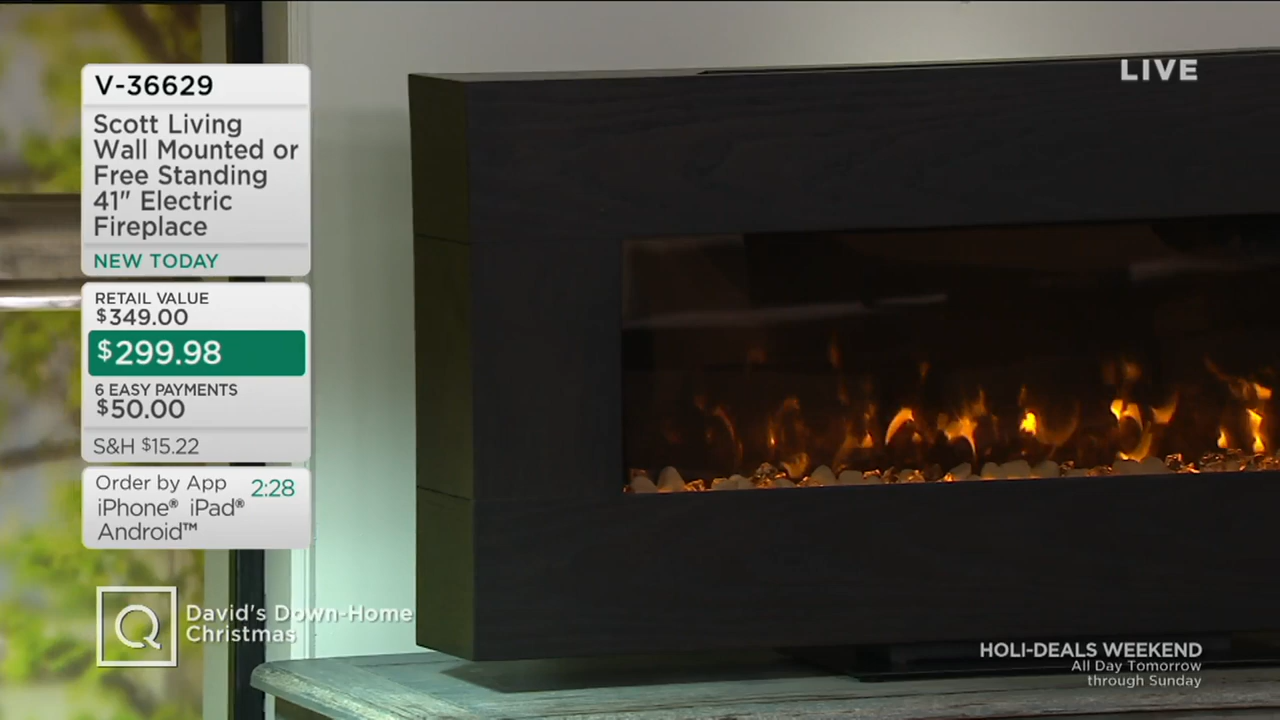 V-36629
Scott Living
Wall Mounted or
Free Standing
41" Electric
Fireplace
NEW TODAY
RETAIL VALUE
$349.00
$299.98
6 EASY PAYMENTS
$50.00
S&H $15.22
Order by App 2:28
iPhone® iPad®
Android™
Q
David's Down-Home
Christmas
LIVE
HOLI-DEALS WEEKEND
All Day Tomorrow
through Sunday